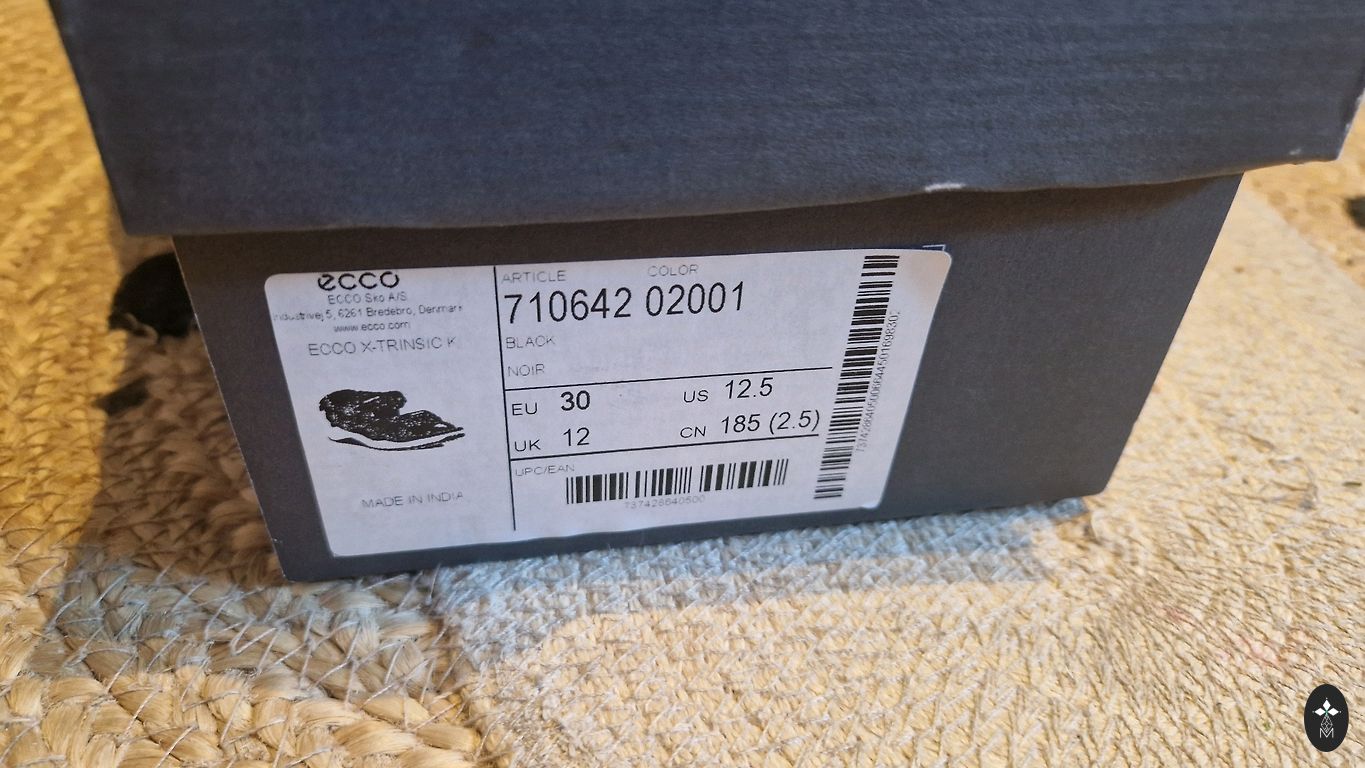 ecco
ECCO Sko A/S
Industrivej 5, 6261 Bredebro, Denmark
www.ecco.com
ECCO X-TRINSIC K
MADE IN INDIA
ARTICLE COLOR
710642 02001
BLACK
NOIR
EU 30 US 12.5
UK 12 CN 185 (2.5)
UPC/EAN
737428640500
M